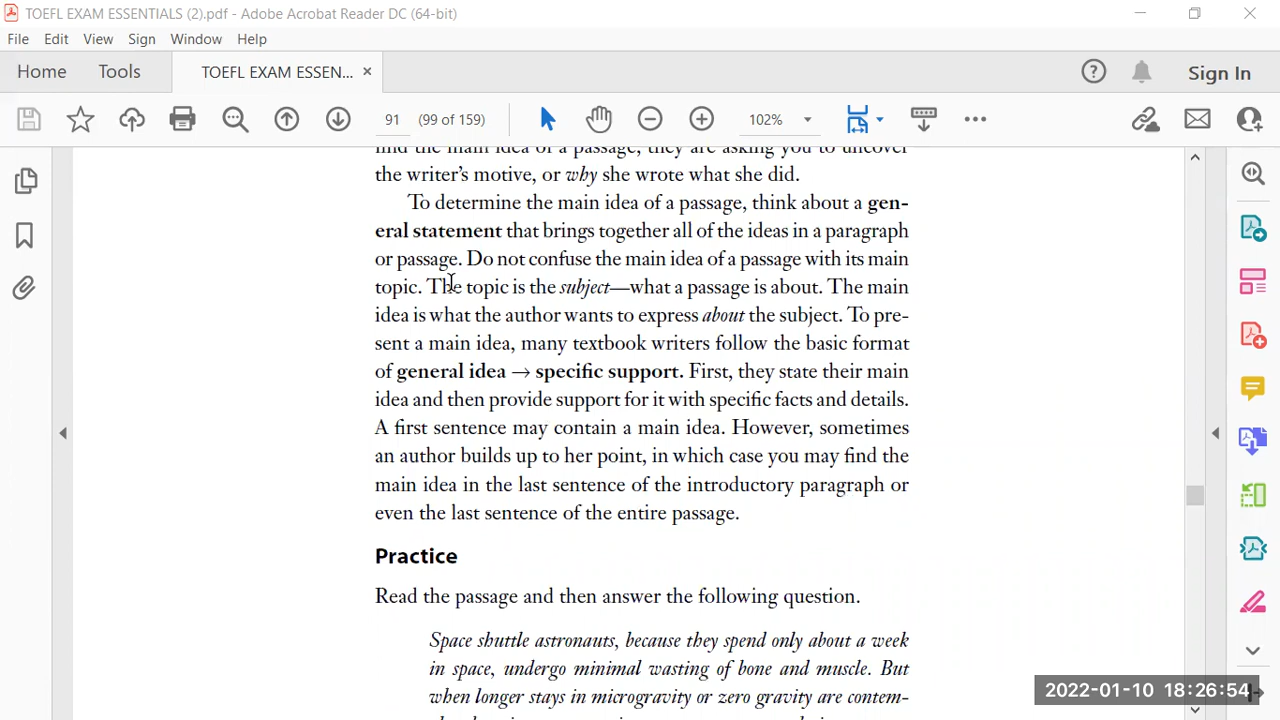 TOEFL EXAM ESSENTIALS (2).pdf - Adobe Acrobat Reader DC (64-bit)
File Edit View Sign Window Help
Home Tools TOEFL EXAM ESSEN... × Sign In
91 (99 of 159) 102%
find the main idea of a passage, they are asking you to uncover
the writer's motive, or why she wrote what she did.
To determine the main idea of a passage, think about a gen-
eral statement that brings together all of the ideas in a paragraph
or passage. Do not confuse the main idea of a passage with its main
topic. The topic is the subject—what a passage is about. The main
idea is what the author wants to express about the subject. To pre-
sent a main idea, many textbook writers follow the basic format
of general idea → specific support. First, they state their main
idea and then provide support for it with specific facts and details.
A first sentence may contain a main idea. However, sometimes
an author builds up to her point, in which case you may find the
main idea in the last sentence of the introductory paragraph or
even the last sentence of the entire passage.
Practice
Read the passage and then answer the following question.
Space shuttle astronauts, because they spend only about a week
in space, undergo minimal wasting of bone and muscle. But
when longer stays in microgravity or zero gravity are contem-
2022-01-10 18:26:54